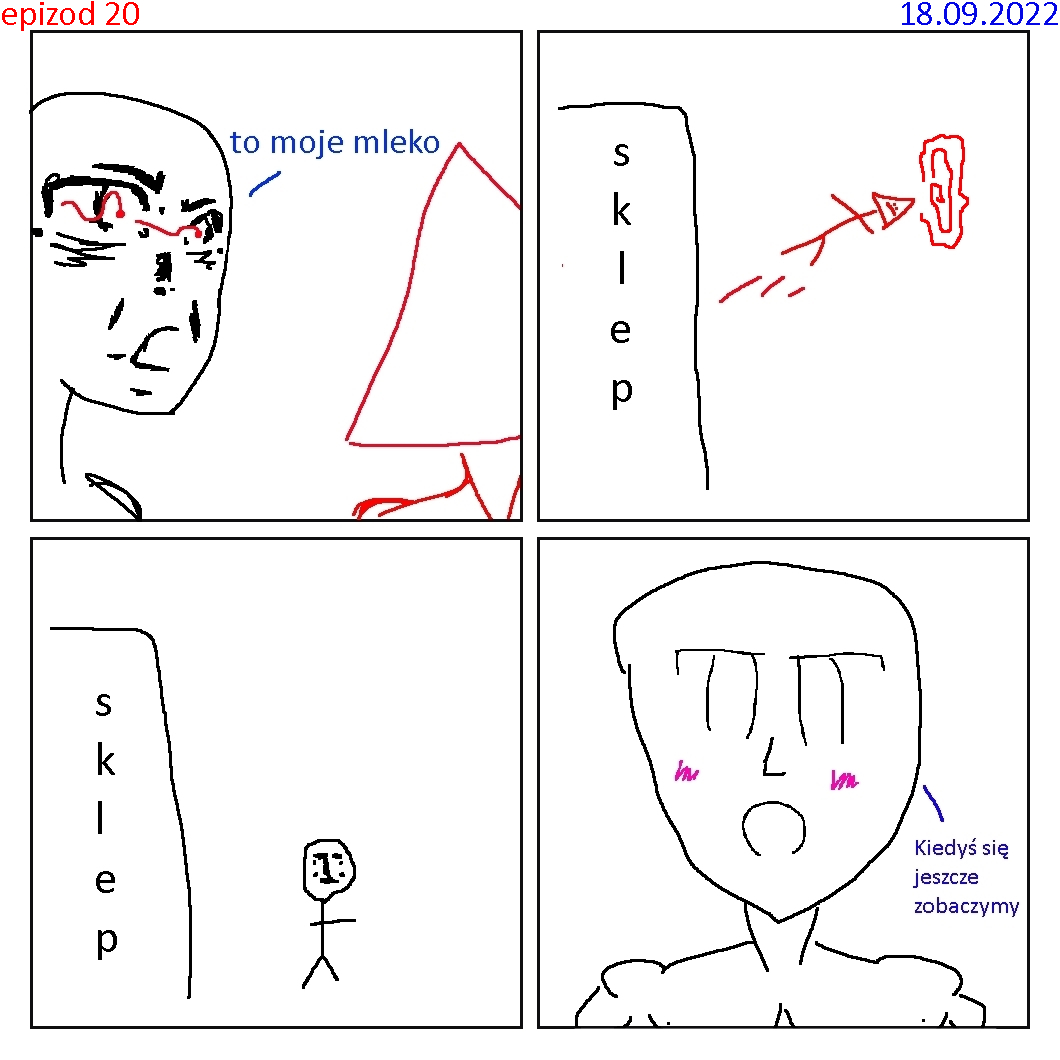 epizod 20
18.09.2022
to moje mleko
s
k
l
e
p
s
k
l
e
p
Kiedyś się
jeszcze
zobaczymy